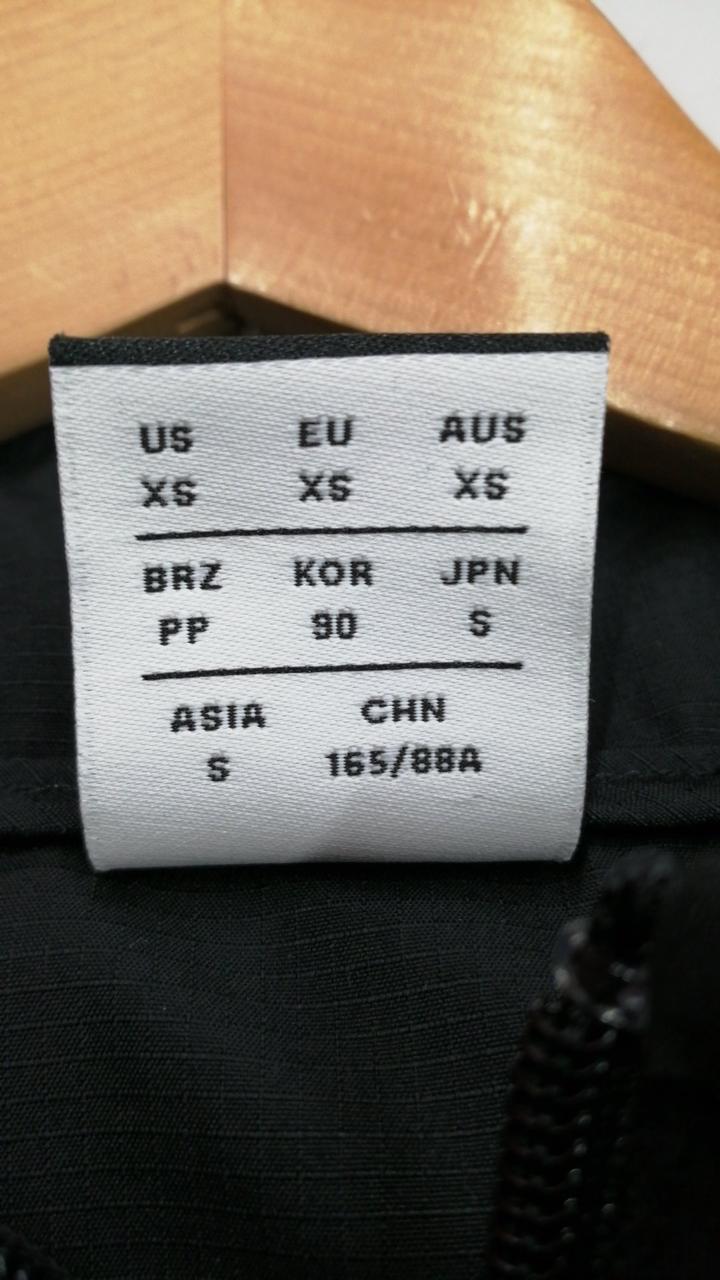 US EU AUS
XS XS XS
BRZ KOR JPN
PP 90 S
ASIA CHN
S 165/88A